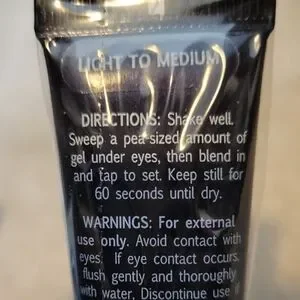 LIGHT TO MEDIUM
DIRECTIONS: Shake well.
Sweep a pea-sized amount of
gel under eyes, then blend in
and tap to set. Keep still for
60 seconds until dry.
WARNINGS: For external
use only. Avoid contact with
eyes. If eye contact occurs,
flush gently and thoroughly
with water. Discontinue use if